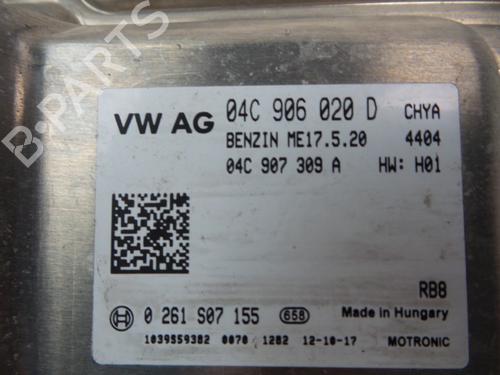 B-PARTS
VW AG 04C 906 020 D CHYA
BENZIN ME17.5.20 4404
04C 907 309 A HW: H01
RB8
0 261 S07 155 658 Made in Hungary
1039S59382 0070 1282 12-10-17 MOTRONIC